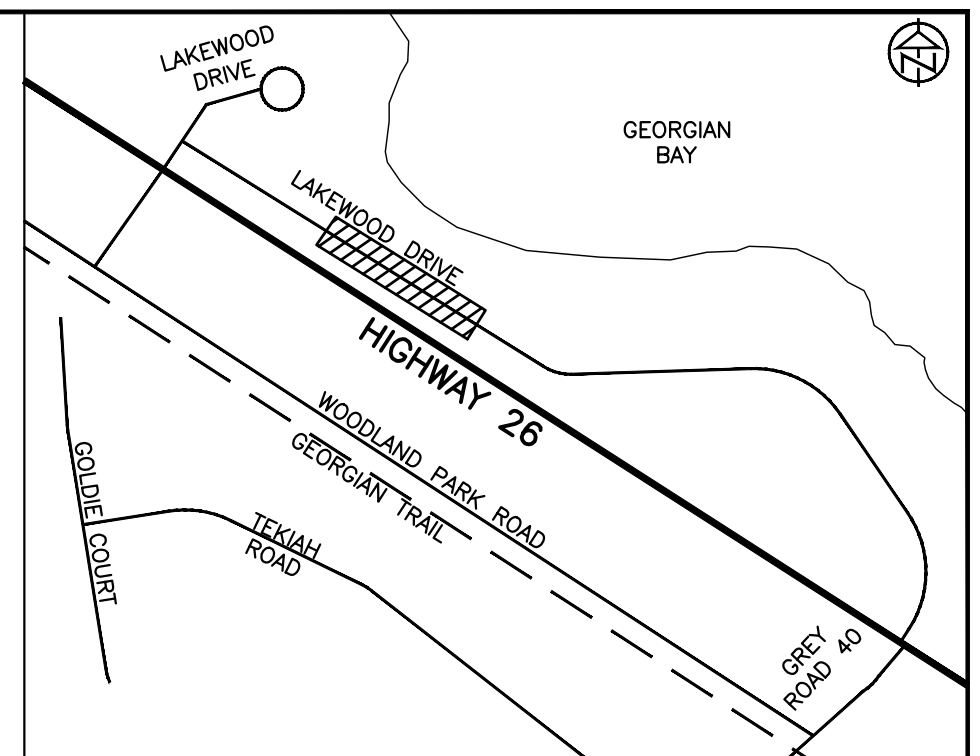 LAKEWOOD
DRIVE
N
GEORGIAN
BAY
LAKEWOOD DRIVE
HIGHWAY 26
WOODLAND PARK ROAD
GEORGIAN TRAIL
GOLDIE COURT
TEKIAH
ROAD
GREY
ROAD 40